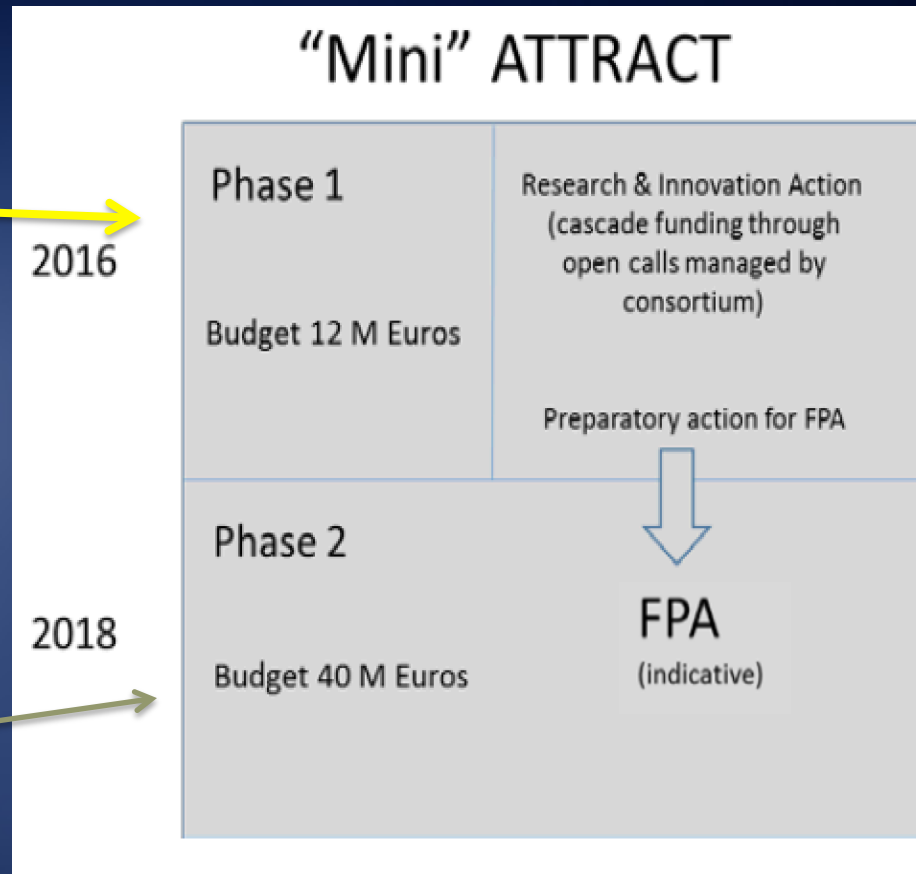 “Mini” ATTRACT
Phase 1
Research & Innovation Action
(cascade funding through
open calls managed by
consortium)
2016
Budget 12 M Euros
Preparatory action for FPA
Phase 2
FPA
2018
Budget 40 M Euros
(indicative)